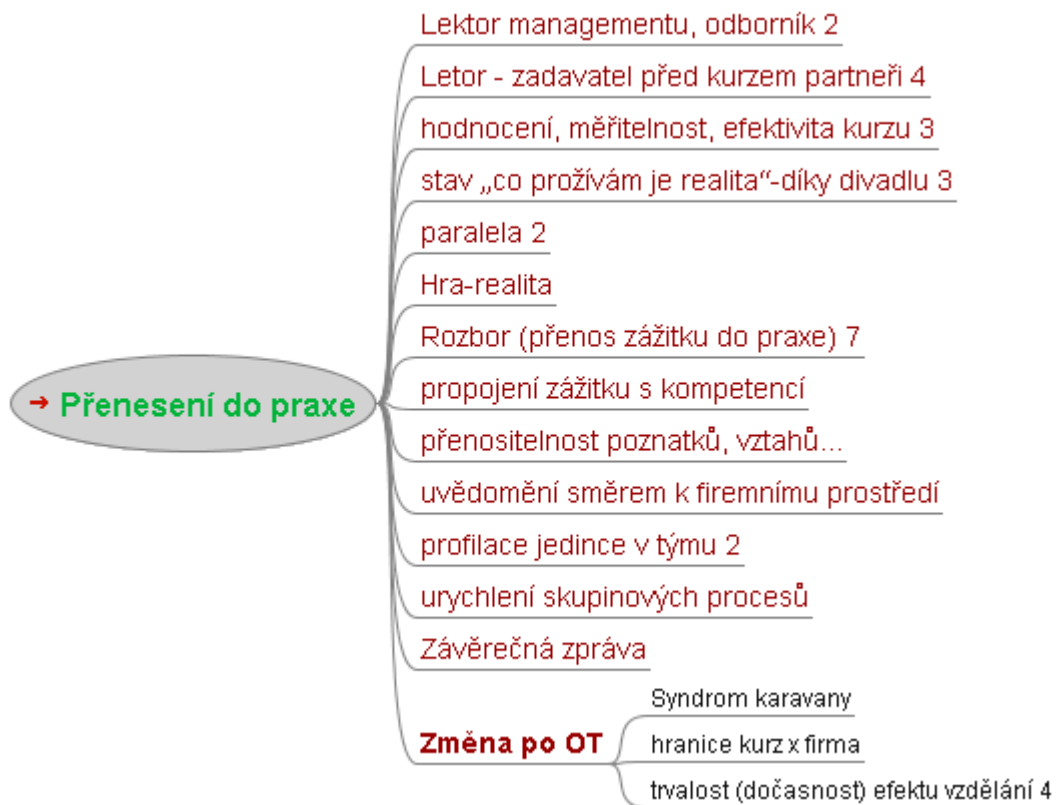 Lektor managementu, odborník 2
Letor - zadavatel před kurzem partneři 4
hodnocení, měřitelnost, efektivita kurzu 3
stav „co prožívám je realita“-díky divadlu 3
paralela 2
Hra-realita
Rozbor (přenos zážitku do praxe) 7
→ Přenesení do praxe
propojení zážitku s kompetencí
přenositelnost poznatků, vztahů...
uvědomění směrem k firemnímu prostředí
profilace jedince v týmu 2
urychlení skupinových procesů
Závěrečná zpráva
Změna po OT
Syndrom karavany
hranice kurz x firma
trvalost (dočasnost) efektu vzdělání 4